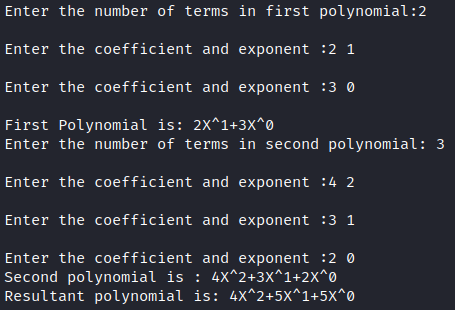 Enter the number of terms in first polynomial:2
Enter the coefficient and exponent :2 1
Enter the coefficient and exponent :3 0
First Polynomial is: 2X^1+3X^0
Enter the number of terms in second polynomial: 3
Enter the coefficient and exponent :4 2
Enter the coefficient and exponent :3 1
Enter the coefficient and exponent :2 0
Second polynomial is : 4X^2+3X^1+2X^0
Resultant polynomial is: 4X^2+5X^1+5X^0